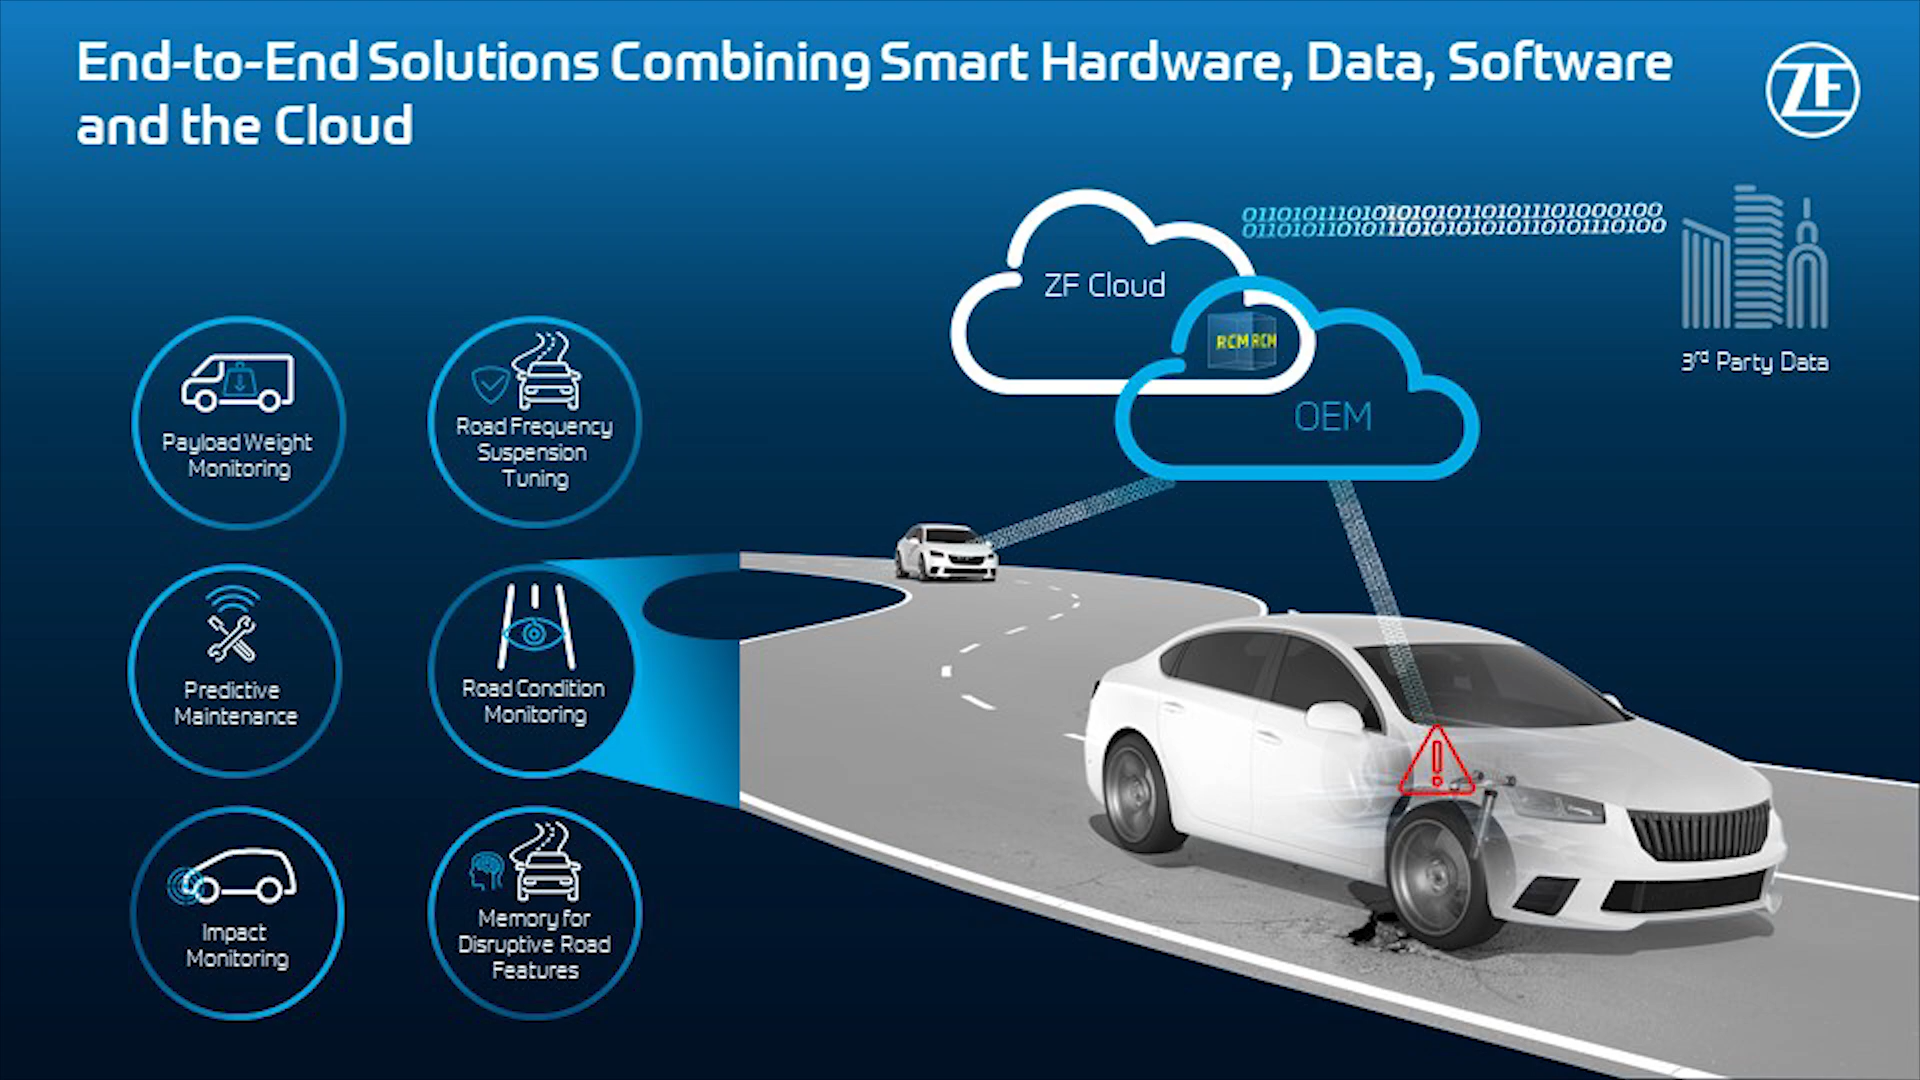 End-to-End Solutions Combining Smart Hardware, Data, Software
and the Cloud
ZF
0110101110101010101011010111101000100
ZF Cloud
RCM RCM
OEM
3rd Party Data
Payload Weight
Monitoring
Road Frequency
Suspension
Tuning
Predictive
Maintenance
Road Condition
Monitoring
Impact
Monitoring
Memory for
Disruptive Road
Features